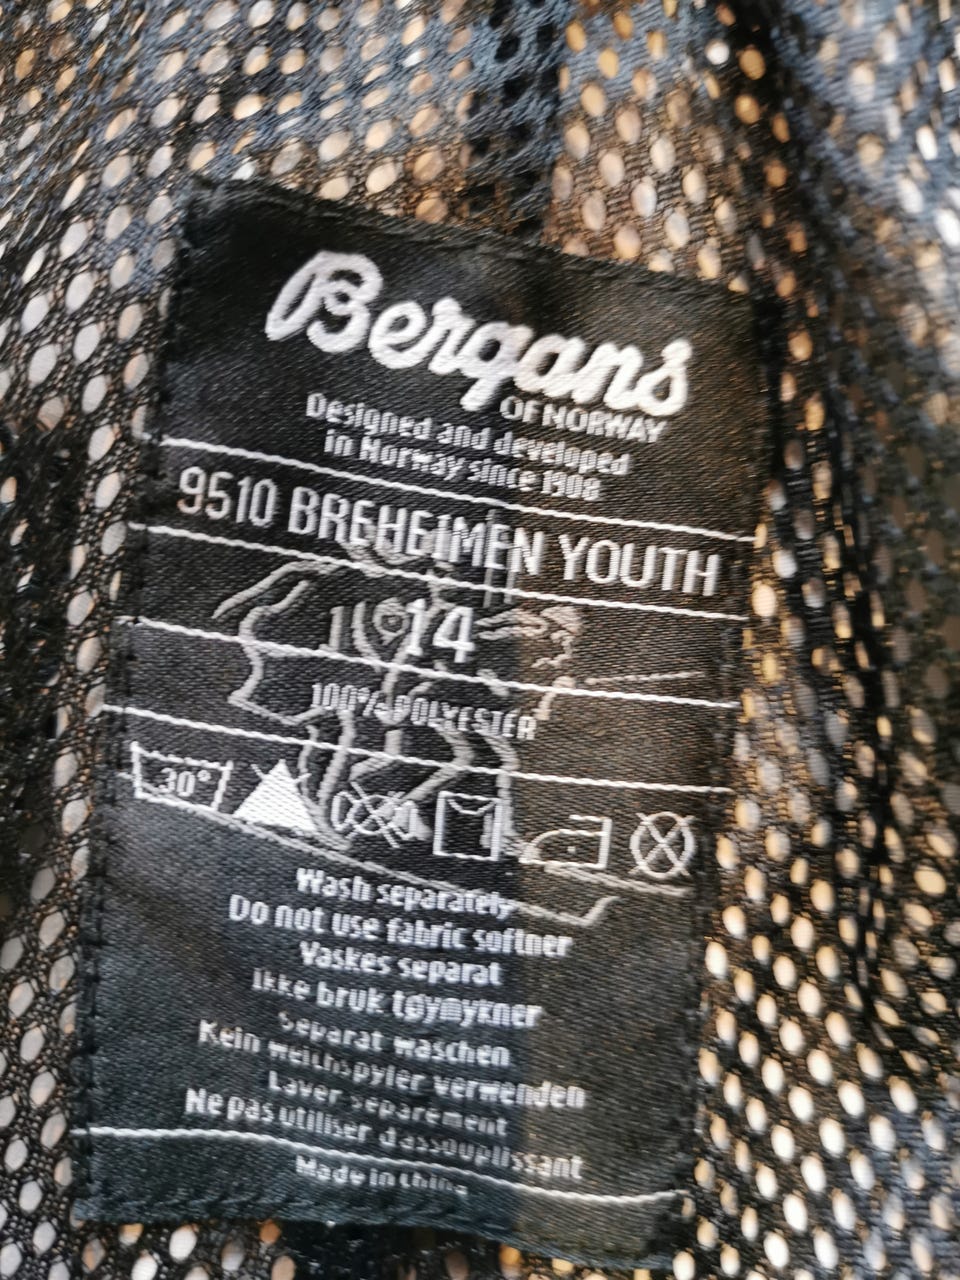 Bergans
OF NORWAY
Designed and developed
in Norway since 1908
9510 BREHEIMEN YOUTH
14
100% POLYESTER
30°
Wash separately
Do not use fabric softner
Vaskes separat
Ikke bruk tøymykner
Separat waschen
Kein weichspyler verwenden
Laver separement
Ne pas utiliser d'assouplissant
Made in China